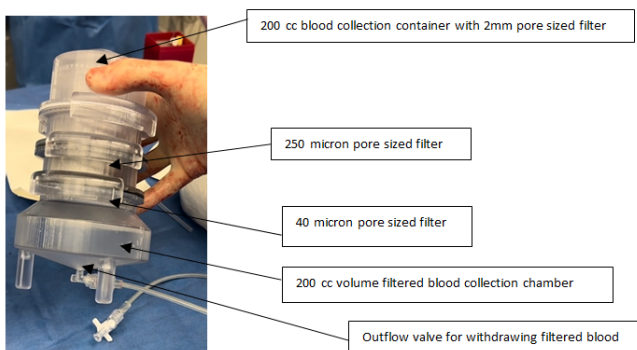 200 cc blood collection container with 2mm pore sized filter
250 micron pore sized filter
40 micron pore sized filter
200 cc volume filtered blood collection chamber
Outflow valve for withdrawing filtered blood